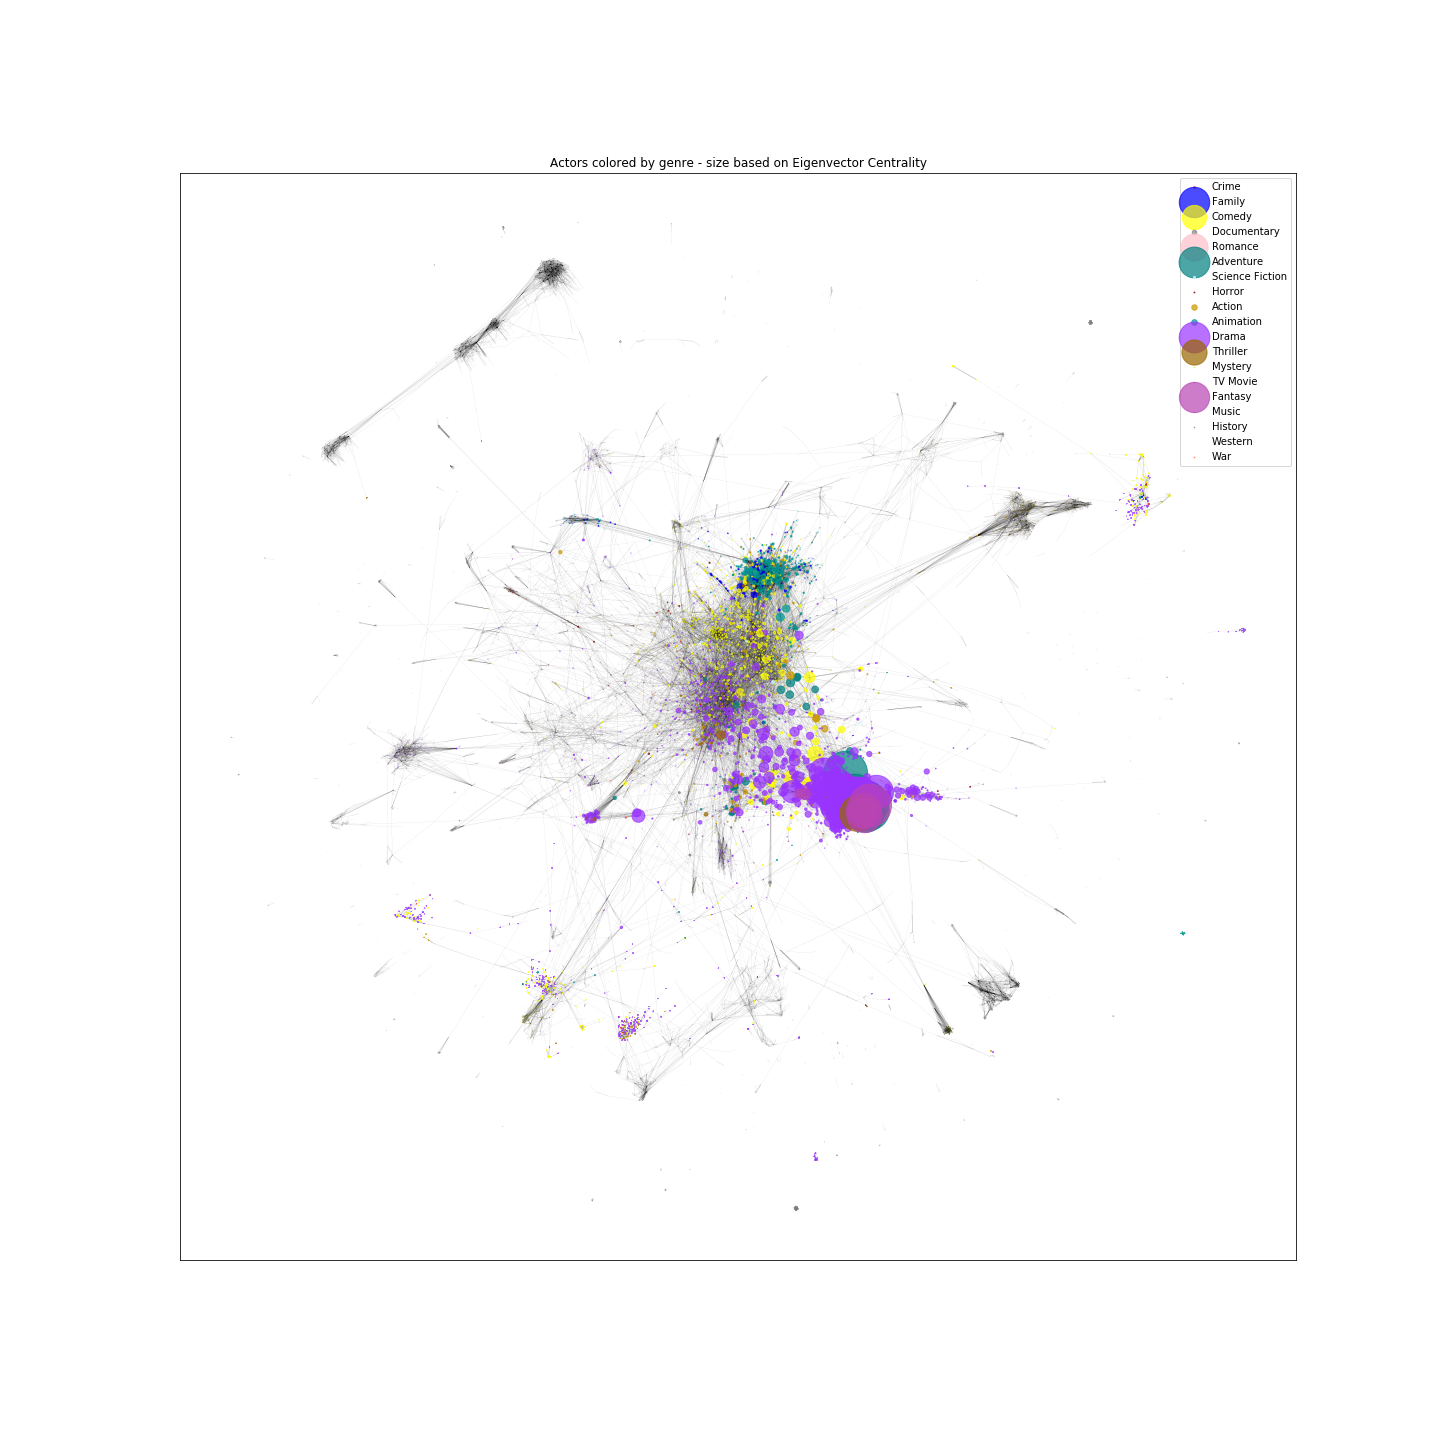 Actors colored by genre - size based on Eigenvector Centrality
Crime
Family
Comedy
Documentary
Romance
Adventure
Science Fiction
Horror
Action
Animation
Drama
Thriller
Mystery
TV Movie
Fantasy
Music
History
Western
War